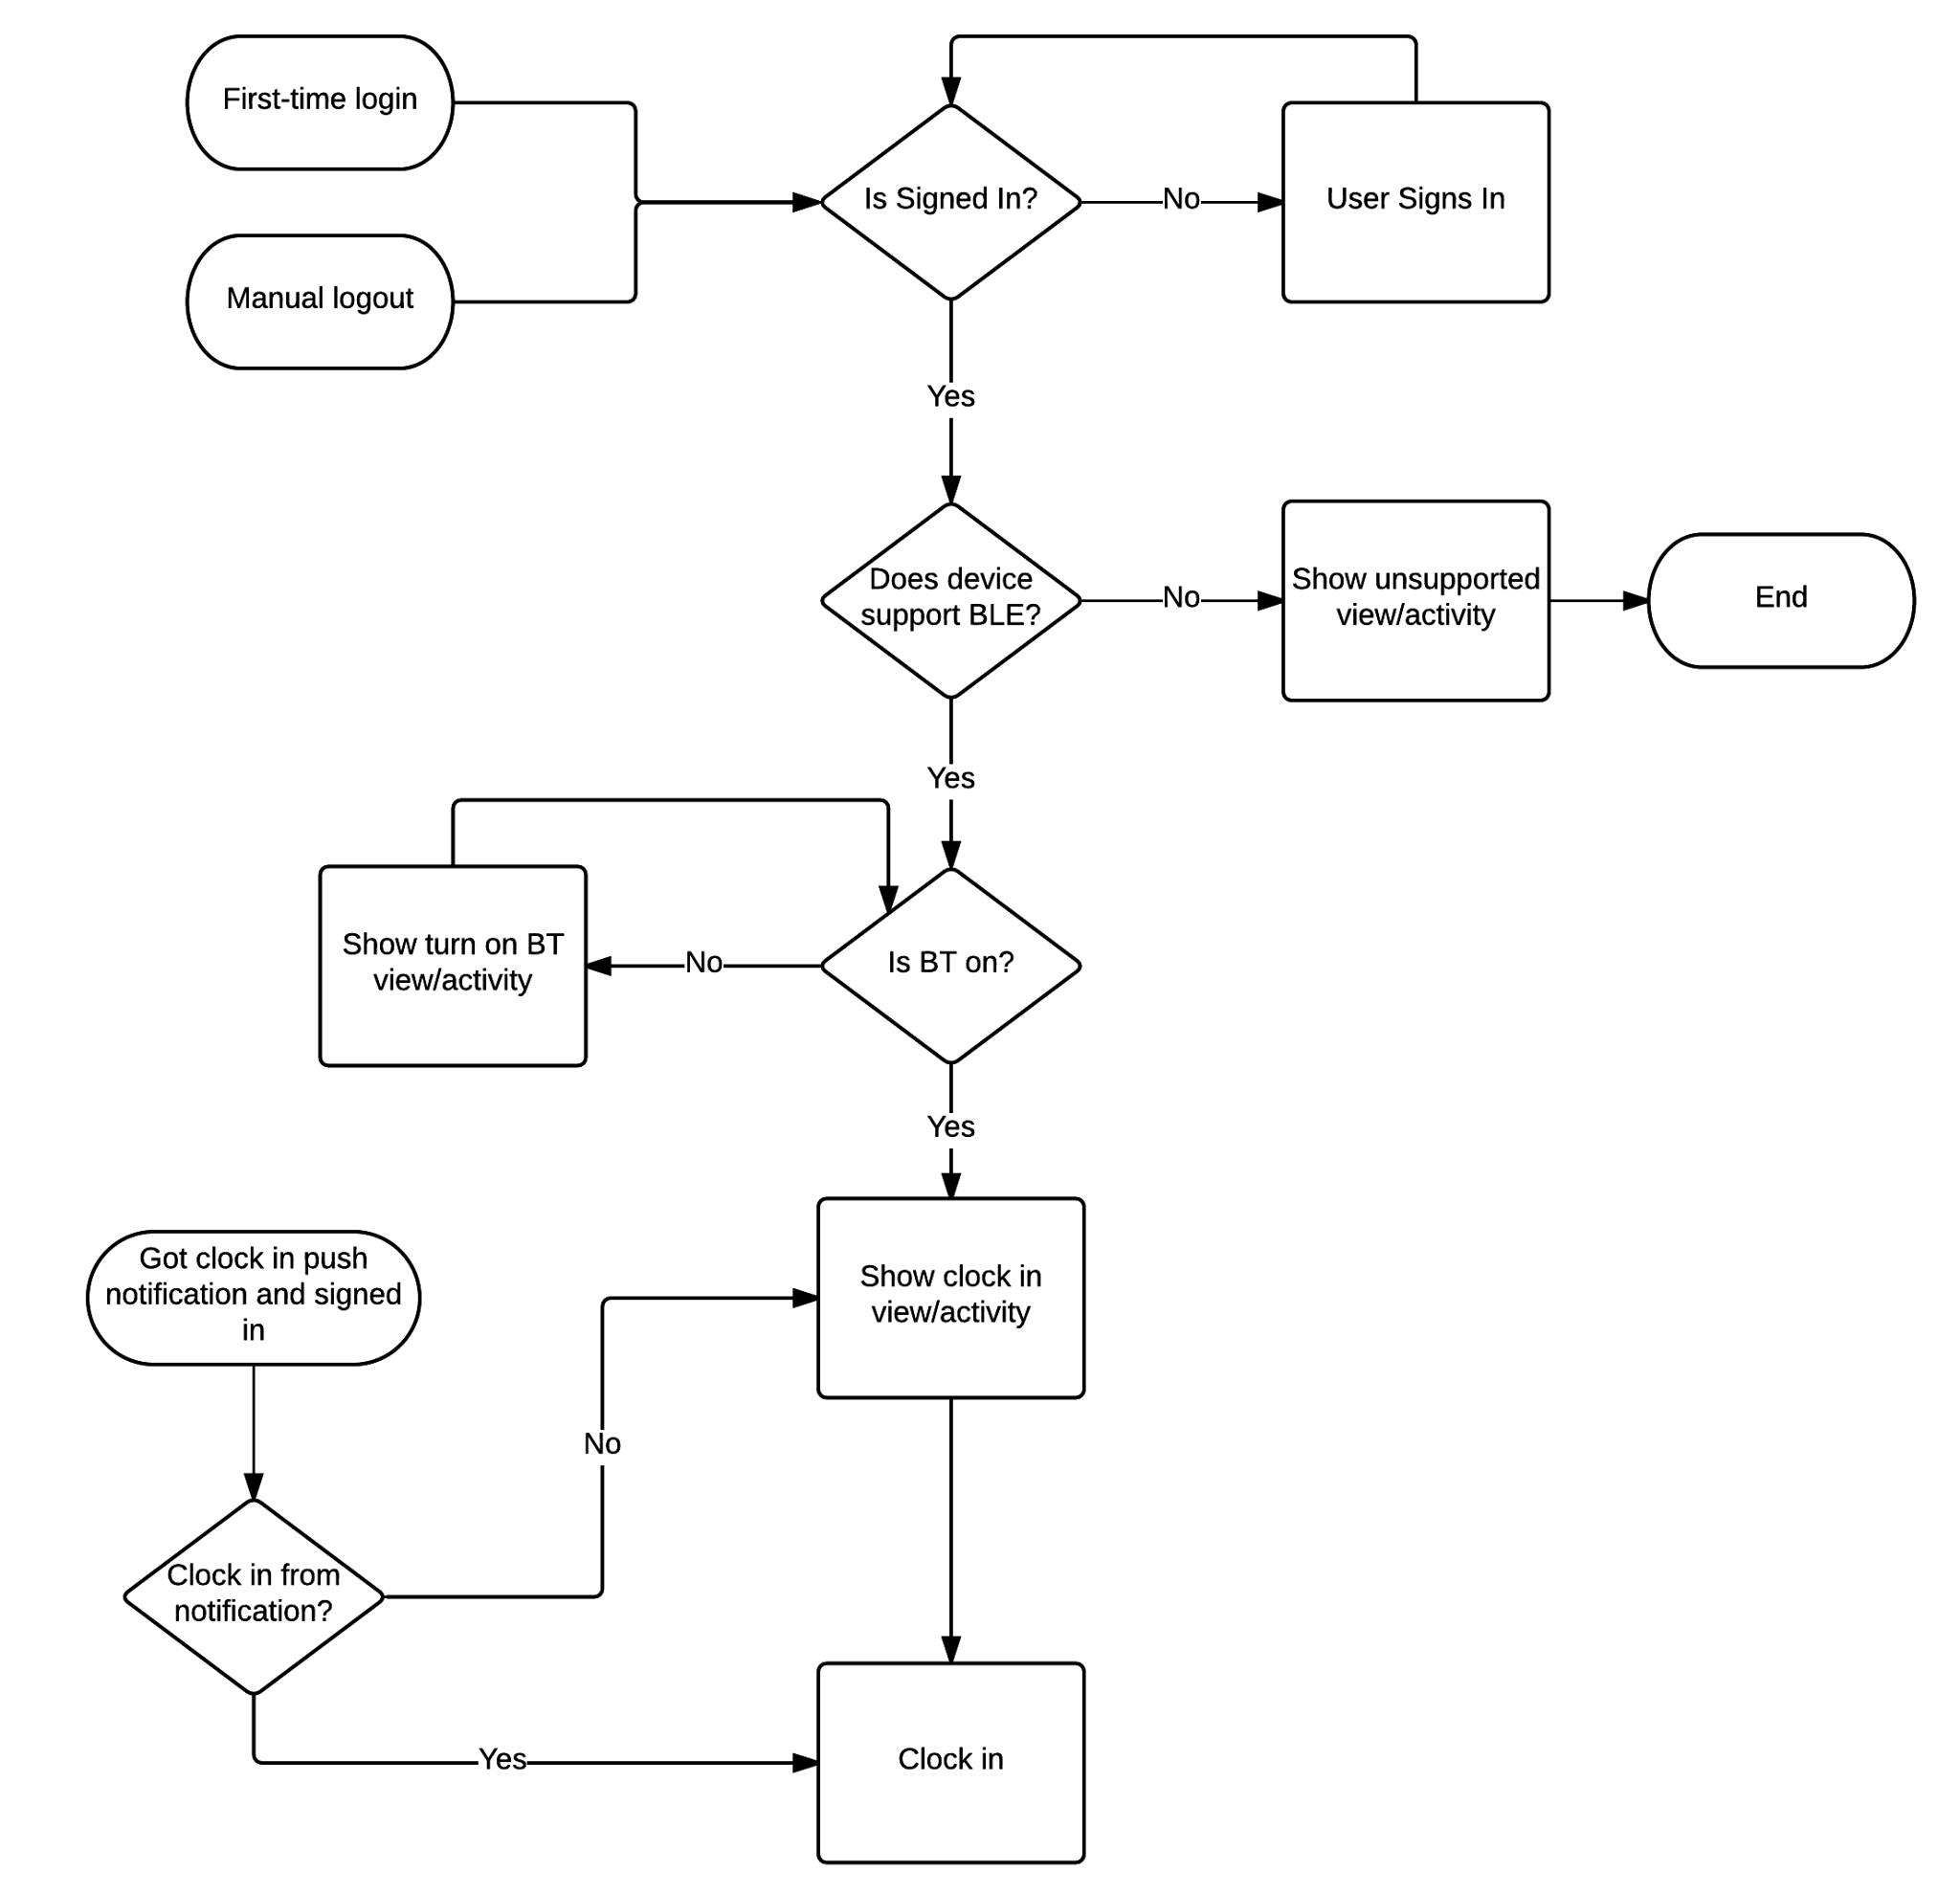 First-time login
Is Signed In?
No
User Signs In
Manual logout
Yes
Does device
support BLE?
No
Show unsupported
view/activity
End
Yes
Show turn on BT
view/activity
No
Is BT on?
Yes
Got clock in push
notification and signed
in
Show clock in
view/activity
No
Clock in from
notification?
Yes
Clock in